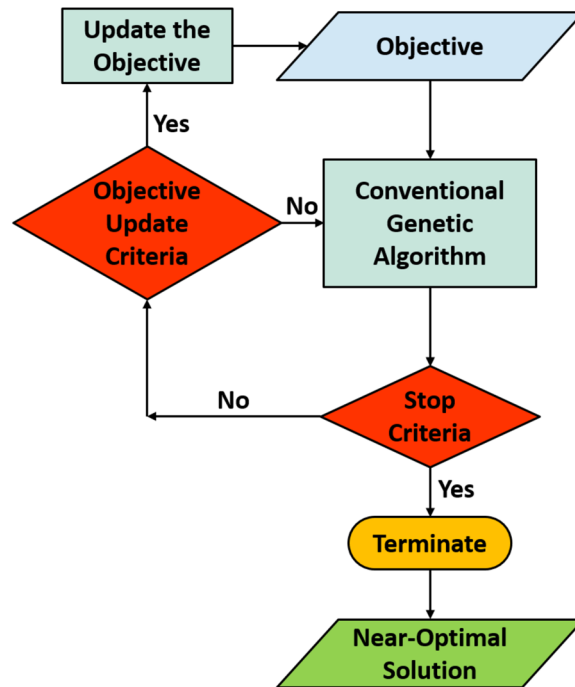 Update the
Objective
Objective
Yes
Objective
Update
Criteria
No
Conventional
Genetic
Algorithm
No
Stop
Criteria
Yes
Terminate
Near-Optimal
Solution